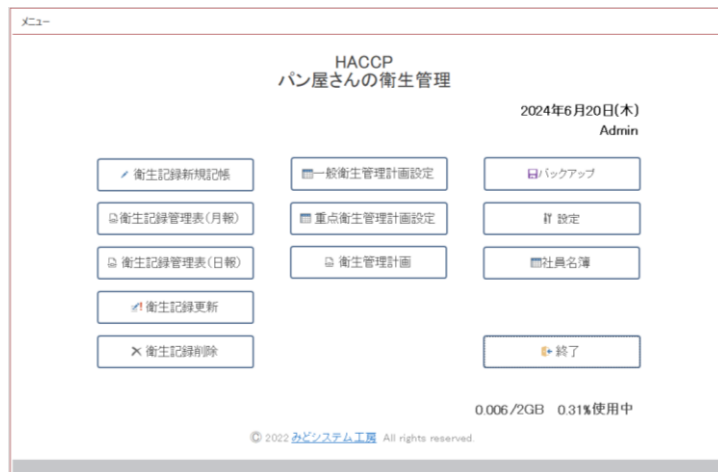 メニュー
HACCP
パン屋さんの衛生管理
2024年6月20日(木)
Admin
衛生記録新規記帳
一般衛生管理計画設定
バックアップ
衛生記録管理表(月報)
重点衛生管理計画設定
設定
衛生記録管理表(日報)
衛生管理計画
社員名簿
衛生記録更新
衛生記録削除
終了
0.006/2GB 0.31%使用中
© 2022 みどシステム工房 All rights reserved.